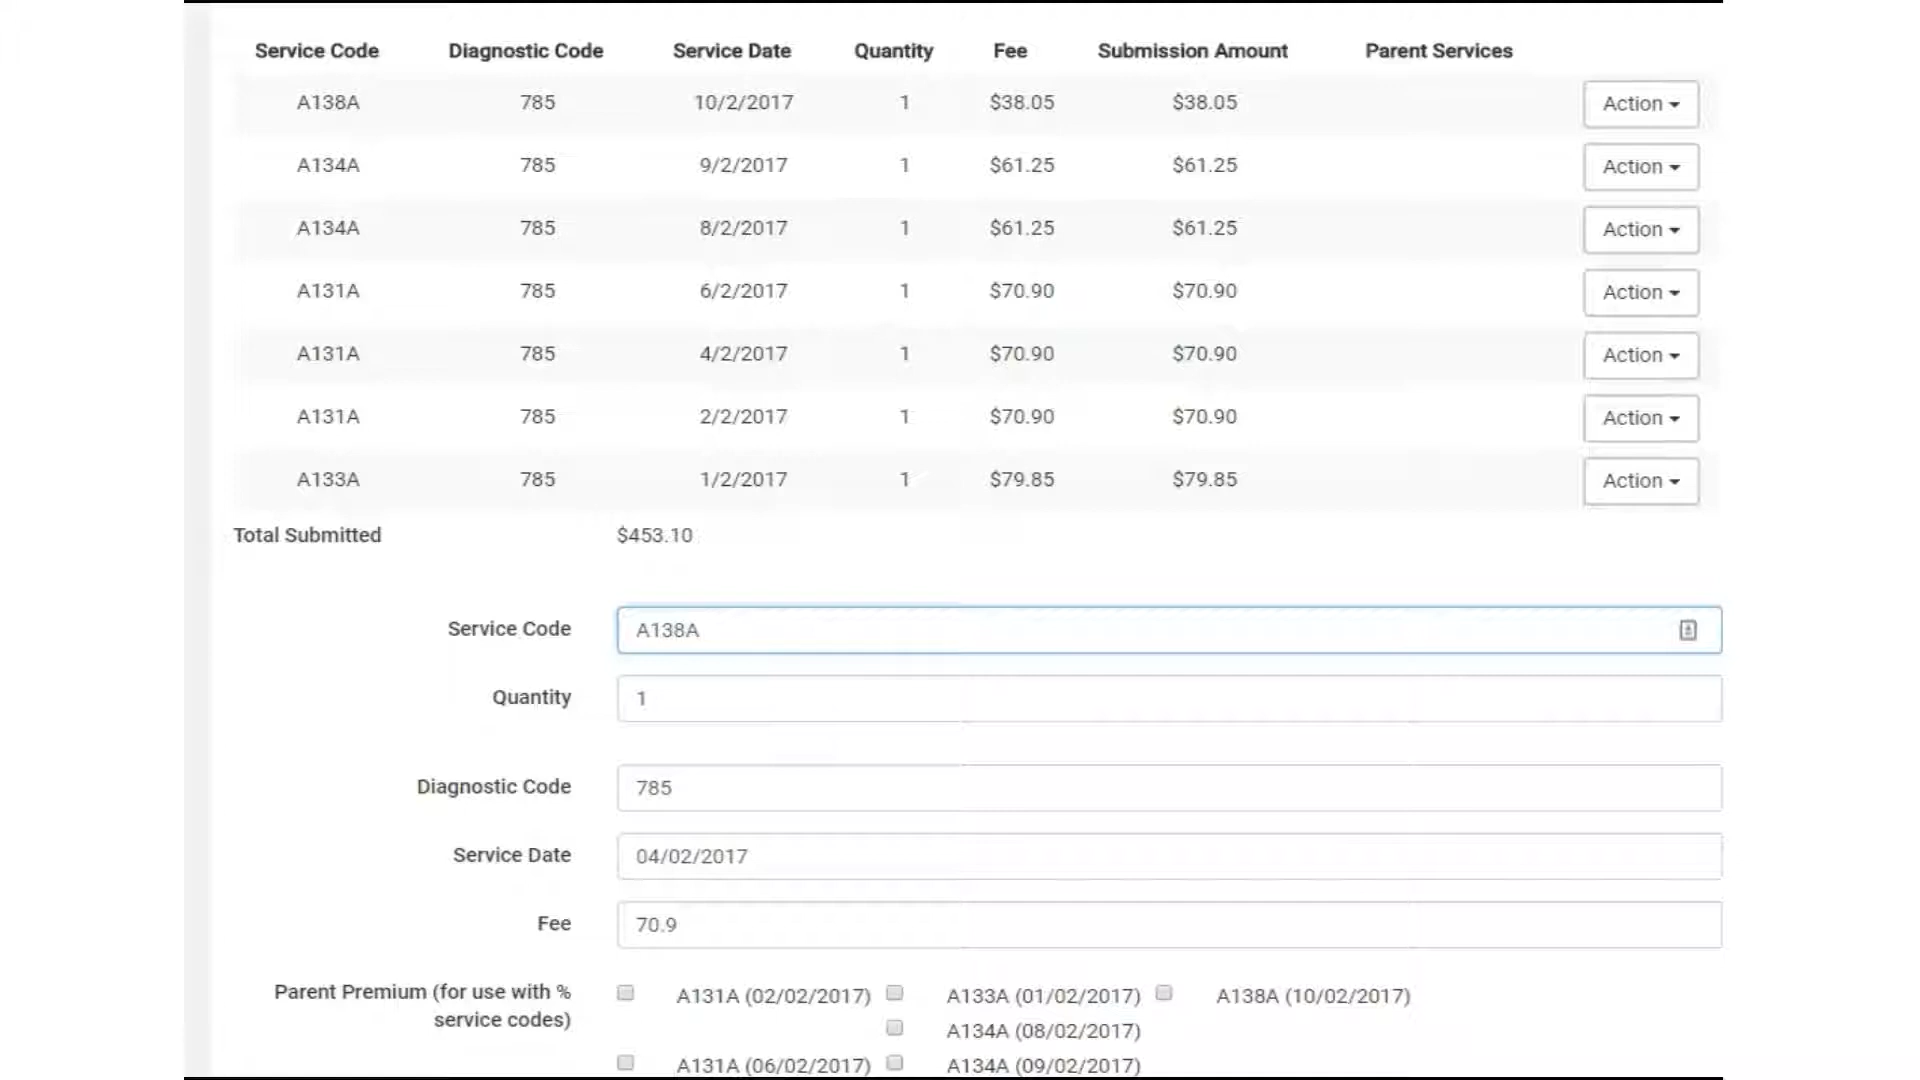 Service Code Diagnostic Code Service Date Quantity Fee Submission Amount Parent Services
A138A 785 10/2/2017 1 $38.05 $38.05 Action
A134A 785 9/2/2017 1 $61.25 $61.25 Action
A134A 785 8/2/2017 1 $61.25 $61.25 Action
A131A 785 6/2/2017 1 $70.90 $70.90 Action
A131A 785 4/2/2017 1 $70.90 $70.90 Action
A131A 785 2/2/2017 1 $70.90 $70.90 Action
A133A 785 1/2/2017 1 $79.85 $79.85 Action
Total Submitted $453.10
Service Code A138A
Quantity 1
Diagnostic Code 785
Service Date 04/02/2017
Fee 70.9
Parent Premium (for use with % A131A (02/02/2017) A133A (01/02/2017) A138A (10/02/2017)
service codes) A134A (08/02/2017)
A131A (06/02/2017) A134A (09/02/2017)